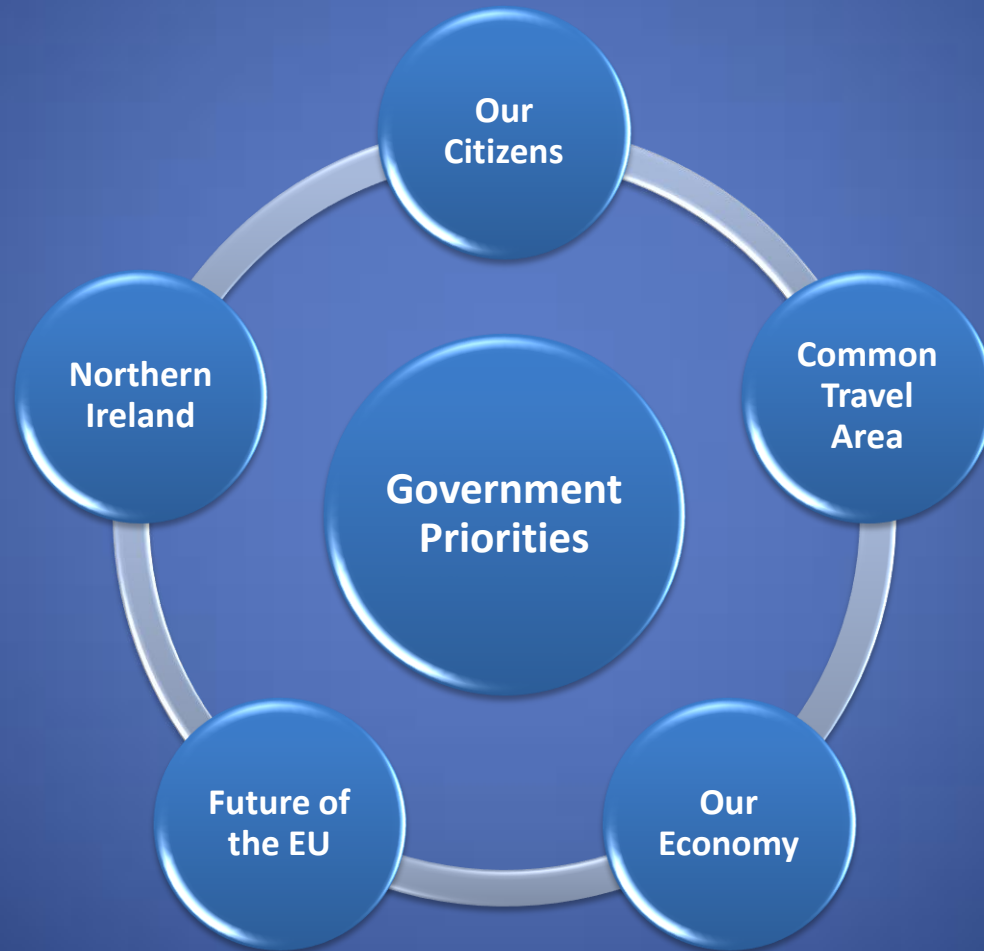 Our
Citizens
Common
Travel
Area
Our
Economy
Future of
the EU
Northern
Ireland
Government
Priorities